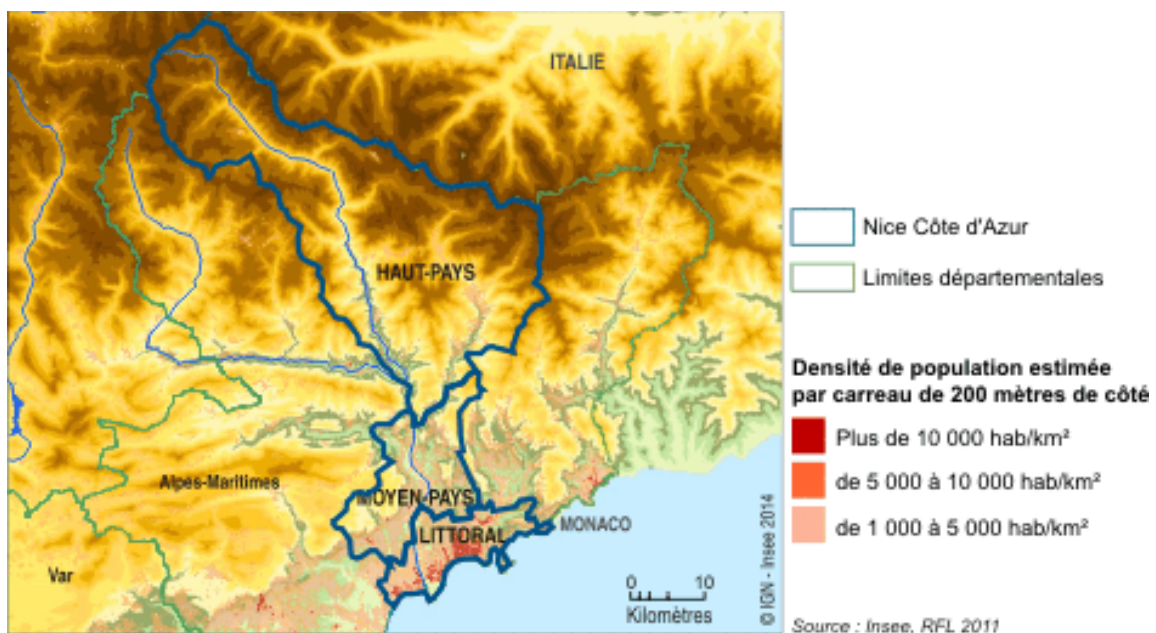 ITALIE
HAUT-PAYS
Alpes-Maritimes
MOYEN-PAYS
LITTORAL
MONACO
Var
0 10
Kilomètres
© IGN - Insee 2014
Nice Côte d'Azur
Limites départementales
Densité de population estimée
par carreau de 200 mètres de côté
Plus de 10 000 hab/km²
de 5 000 à 10 000 hab/km²
de 1 000 à 5 000 hab/km²
Source : Insee, RFL 2011